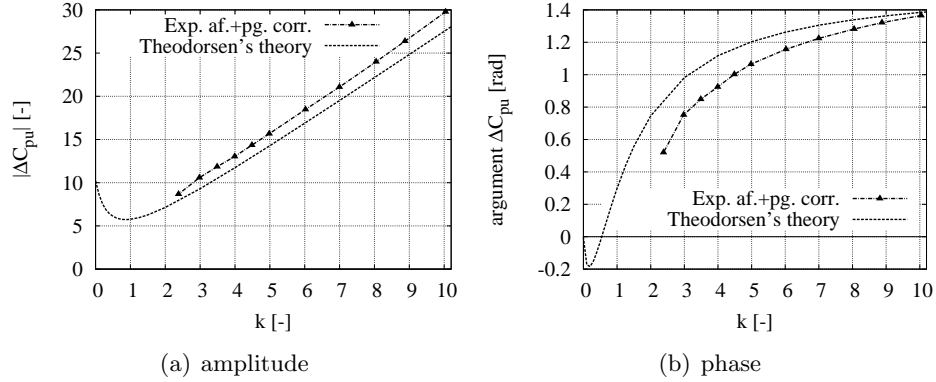 30
25
20
15
10
5
0
|ΔC_pu| [-]
Exp. af.+pg. corr.
Theodorsen's theory
0 1 2 3 4 5 6 7 8 9 10
k [-]
(a) amplitude
1.4
1.2
1
0.8
0.6
0.4
0.2
0
-0.2
argument ΔC_pu [rad]
Exp. af.+pg. corr.
Theodorsen's theory
0 1 2 3 4 5 6 7 8 9 10
k [-]
(b) phase